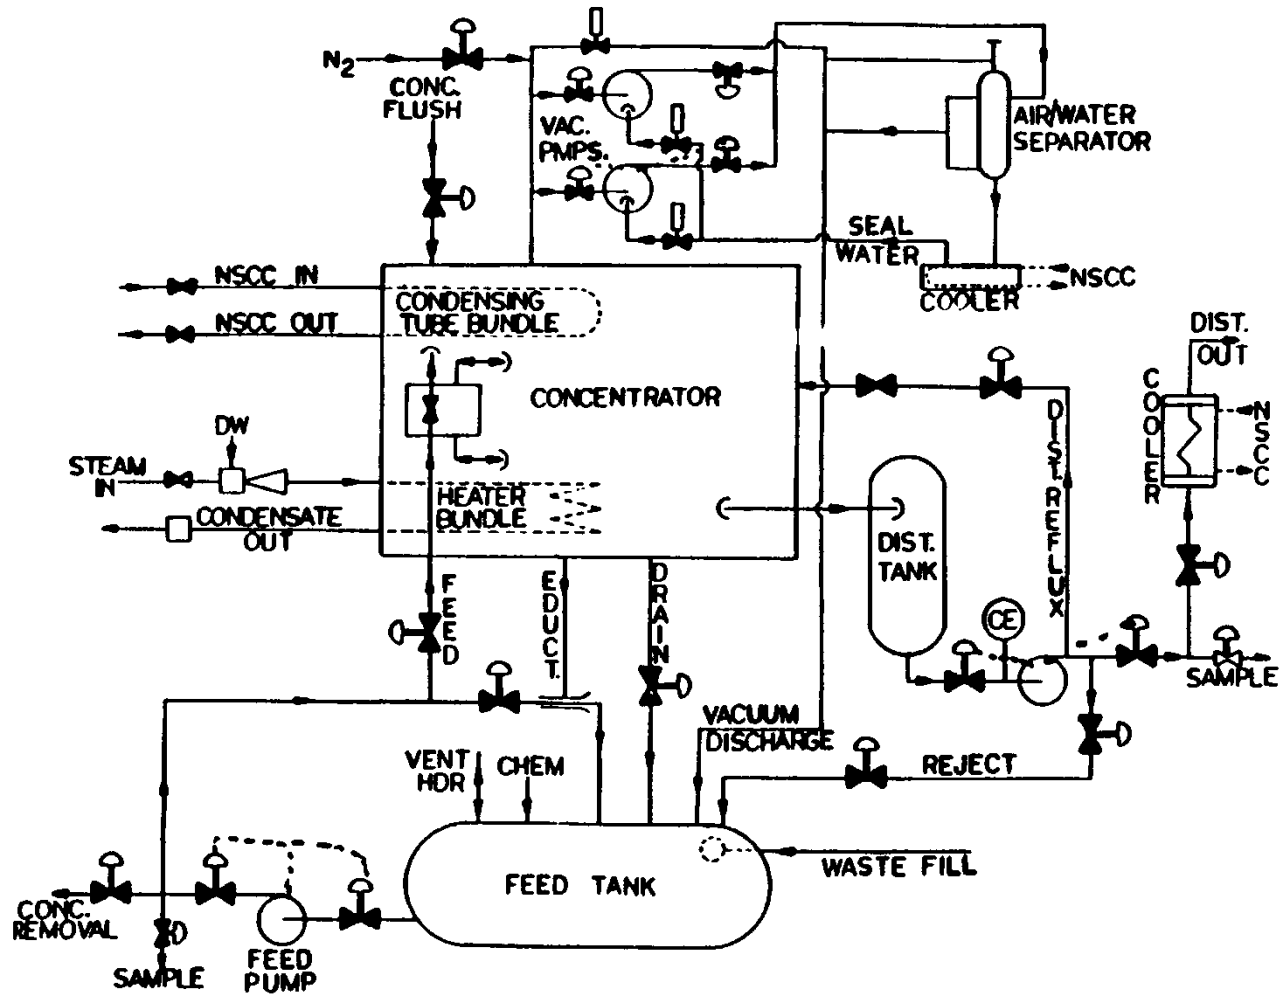 N2
CONC.
FLUSH
VAC.
PMPS.
AIR/WATER
SEPARATOR
SEAL
WATER
NSCC
COOLER
NSCC IN
NSCC OUT
CONDENSING
TUBE BUNDLE
CONCENTRATOR
DIST.
OUT
COOLER
NSCC
DIST. REFLUX
DW
STEAM
IN
HEATER
BUNDLE
CONDENSATE
OUT
DIST.
TANK
FEED
EDUCT.
DRAIN
CE
SAMPLE
VACUUM
DISCHARGE
REJECT
VENT
HDR
CHEM
FEED TANK
WASTE FILL
CONC.
REMOVAL
SAMPLE
FEED
PUMP